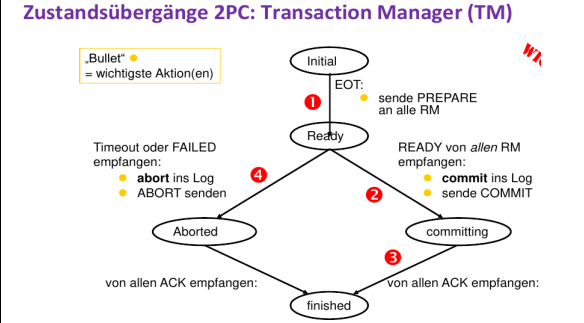 Zustandsübergänge 2PC: Transaction Manager (TM)
„Bullet“
= wichtigste Aktion(en)
Initial
EOT:
1
sende PREPARE
an alle RM
Ready
Timeout oder FAILED
empfangen:
abort ins Log
ABORT senden
4
READY von allen RM
empfangen:
commit ins Log
sende COMMIT
2
Aborted
committing
3
von allen ACK empfangen:
von allen ACK empfangen:
finished